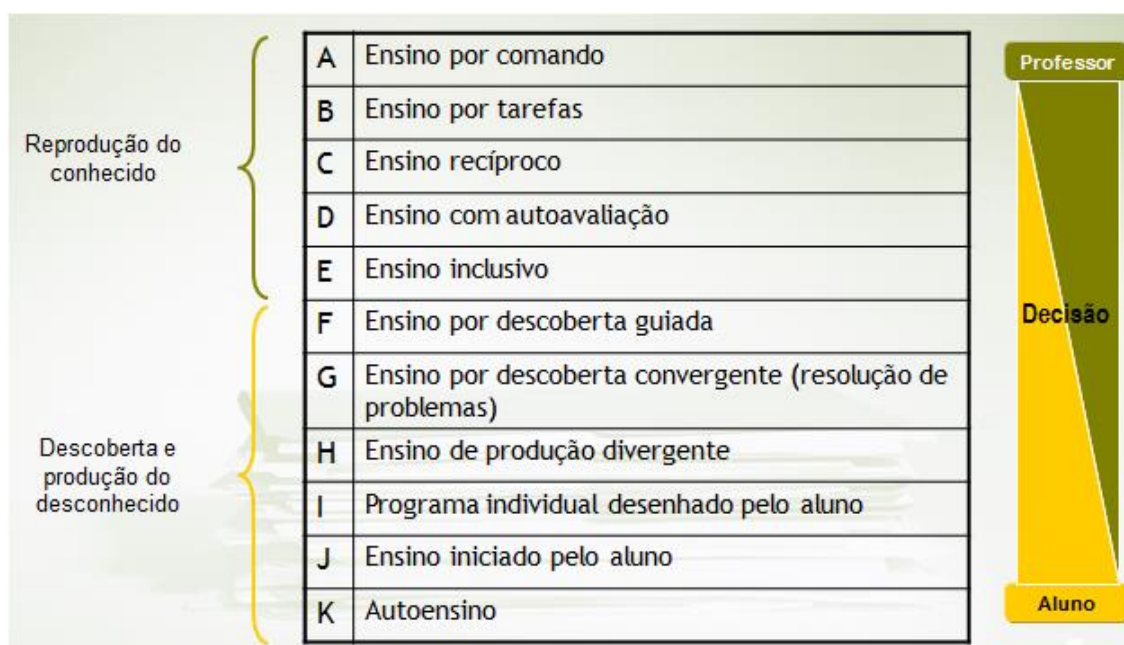 Reprodução do
conhecido
A Ensino por comando
B Ensino por tarefas
C Ensino recíproco
D Ensino com autoavaliação
E Ensino inclusivo
Descoberta e
produção do
desconhecido
F Ensino por descoberta guiada
G Ensino por descoberta convergente (resolução de
problemas)
H Ensino de produção divergente
I Programa individual desenhado pelo aluno
J Ensino iniciado pelo aluno
K Autoensino
Professor
Decisão
Aluno